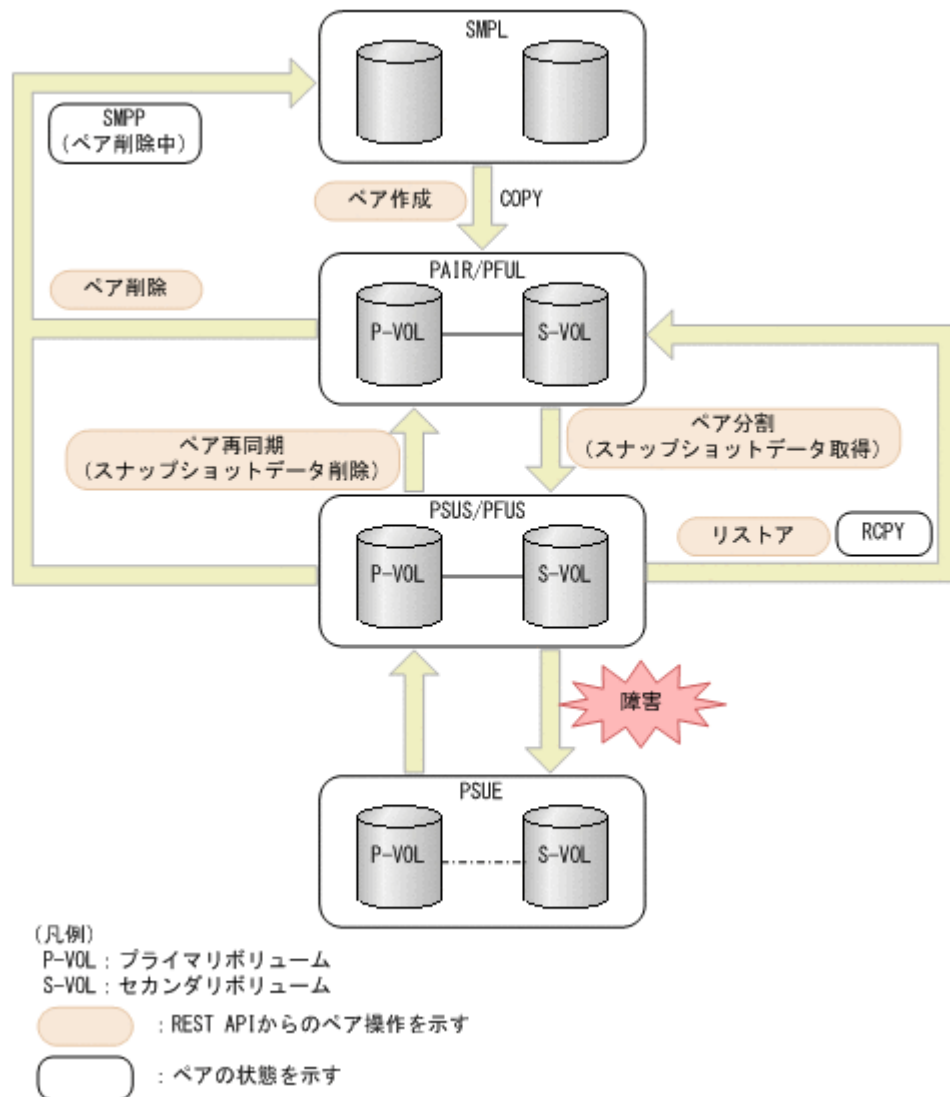 SMPL
SMPP
(ペア削除中)
ペア作成
COPY
PAIR/PFUL
ペア削除
P-VOL
S-VOL
ペア再同期
(スナップショットデータ削除)
ペア分割
(スナップショットデータ取得)
PSUS/PFUS
リストア
RCPY
P-VOL
S-VOL
障害
PSUE
P-VOL
S-VOL
(凡例)
P-VOL:プライマリボリューム
S-VOL:セカンダリボリューム
:REST APIからのペア操作を示す
:ペアの状態を示す